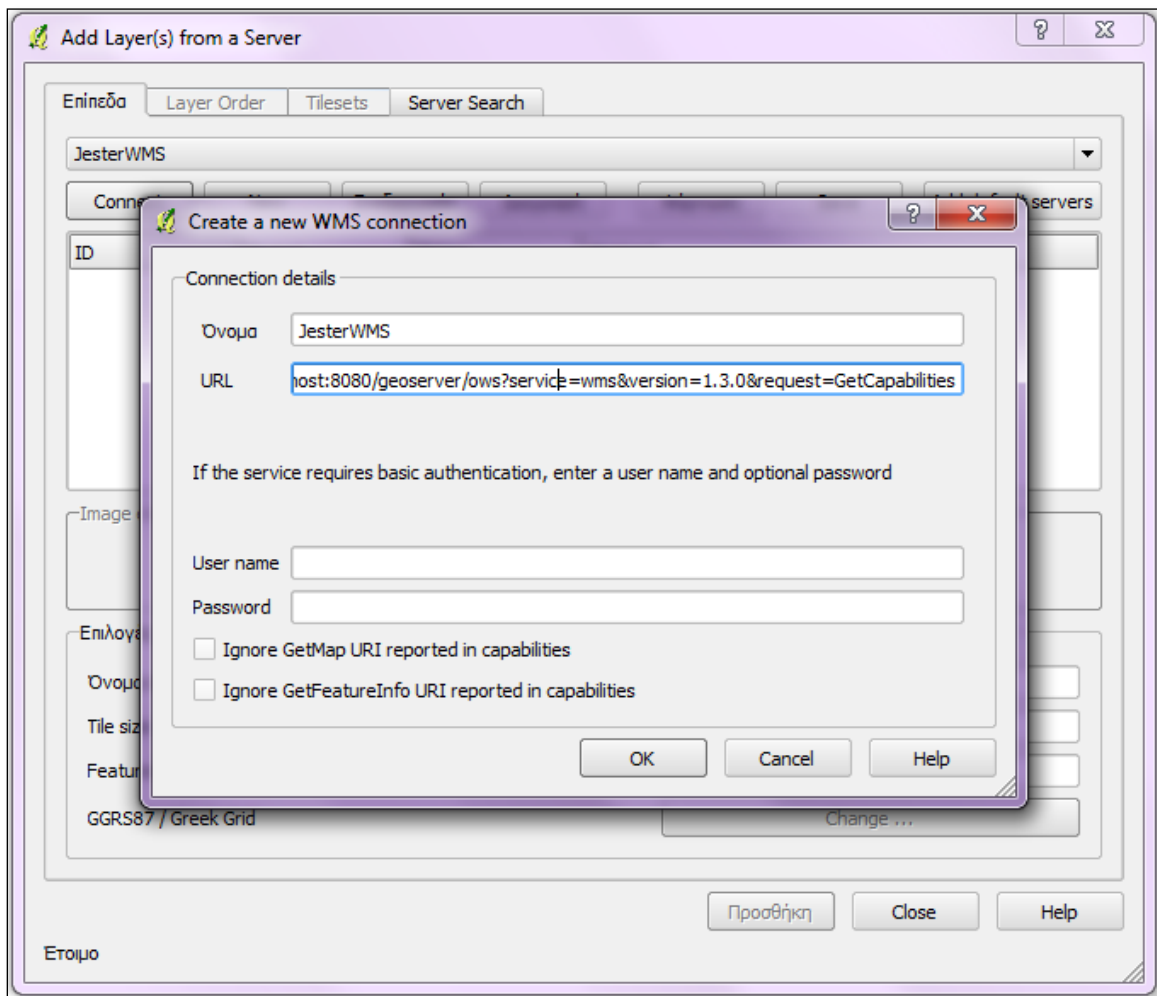 Add Layer(s) from a Server
Επίπεδα Layer Order Tilesets Server Search
JesterWMS
servers
Create a new WMS connection
ID
Connection details
Όνομα JesterWMS
URL host:8080/geoserver/ows?service=wms&version=1.3.0&request=GetCapabilities
If the service requires basic authentication, enter a user name and optional password
Image
User name
Password
Ignore GetMap URI reported in capabilities
Ignore GetFeatureInfo URI reported in capabilities
Tile
OK Cancel Help
GGRS87 / Greek Grid Change ...
Προσθήκη Close Help
Έτοιμο